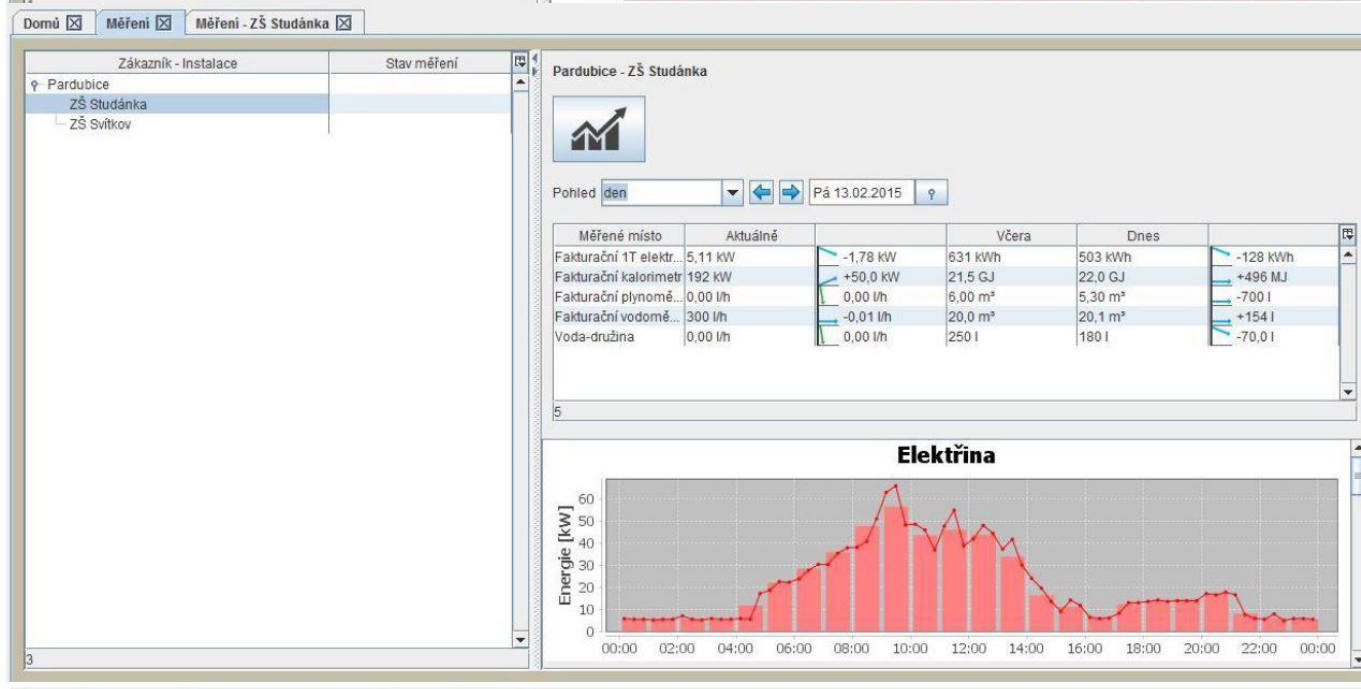 Domů Měření Měření - ZŠ Studánka
Zákazník - Instalace Stav měření
Pardubice
ZŠ Studánka
ZŠ Svítkov
3
Pardubice - ZŠ Studánka
Pohled den Pá 13.02.2015
Měřené místo Aktuálně Včera Dnes
Fakturační 1T elektr... 5,11 kW -1,78 kW 631 kWh 503 kWh -128 kWh
Fakturační kalorimetr 192 kW +50,0 kW 21,5 GJ 22,0 GJ +496 MJ
Fakturační plynomě... 0,00 l/h 0,00 l/h 6,00 m³ 5,30 m³ -700 l
Fakturační vodomě... 300 l/h -0,01 l/h 20,0 m³ 20,1 m³ +154 l
Voda-družina 0,00 l/h 0,00 l/h 250 l 180 l -70,0 l
5
Elektřina
Energie [kW]
60
50
40
30
20
10
0
00:00 02:00 04:00 06:00 08:00 10:00 12:00 14:00 16:00 18:00 20:00 22:00 00:00